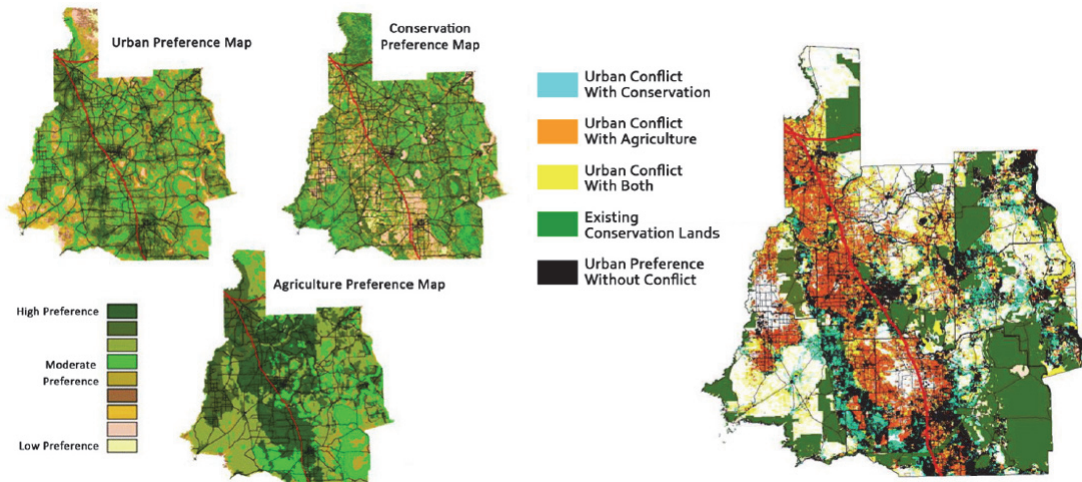 Urban Preference Map
Conservation
Preference Map
Agriculture Preference Map
High Preference
Moderate
Preference
Low Preference
Urban Conflict
With Conservation
Urban Conflict
With Agriculture
Urban Conflict
With Both
Existing
Conservation Lands
Urban Preference
Without Conflict